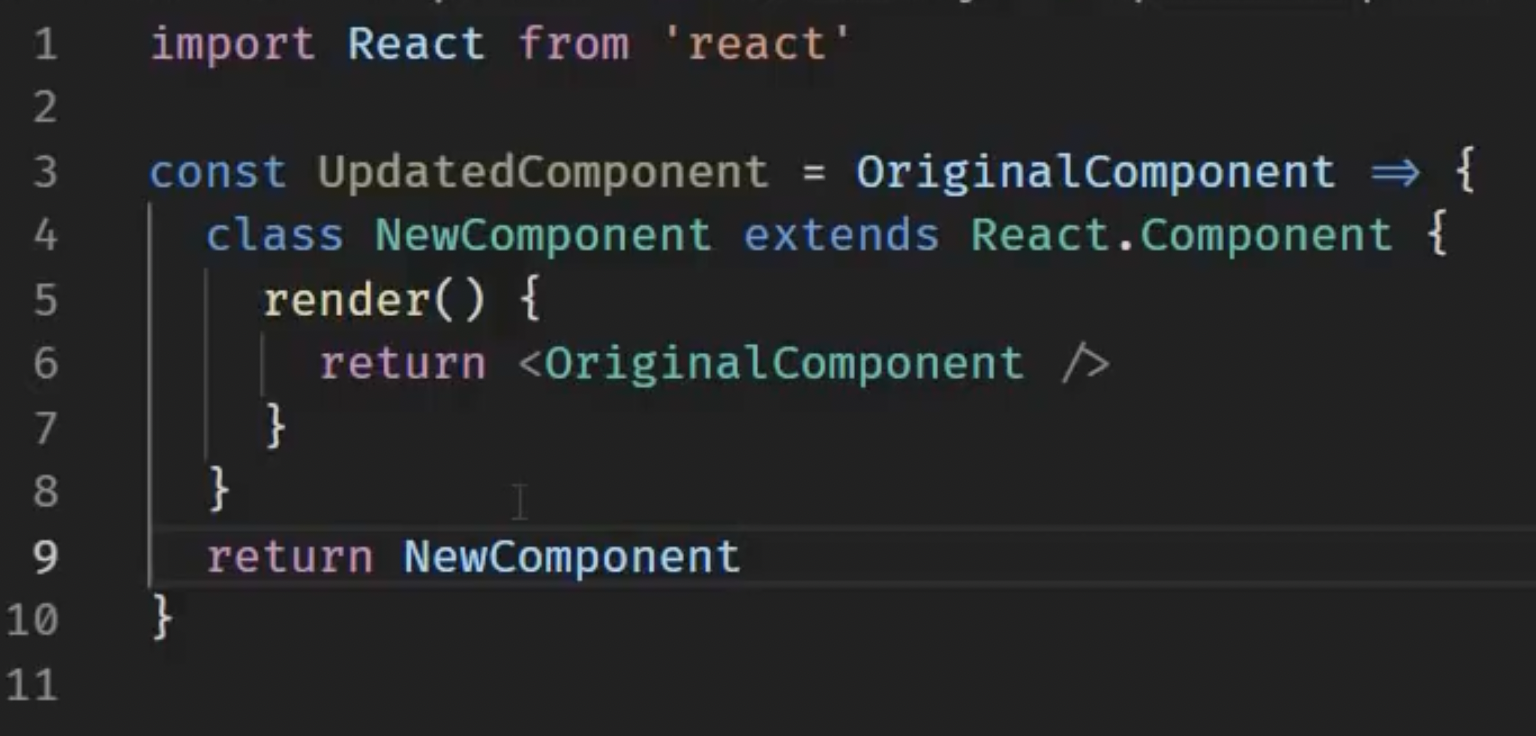 1 import React from 'react'
2
3 const UpdatedComponent = OriginalComponent => {
4 class NewComponent extends React.Component {
5 render() {
6 return <OriginalComponent />
7 }
8 }
9 return NewComponent
10 }
11